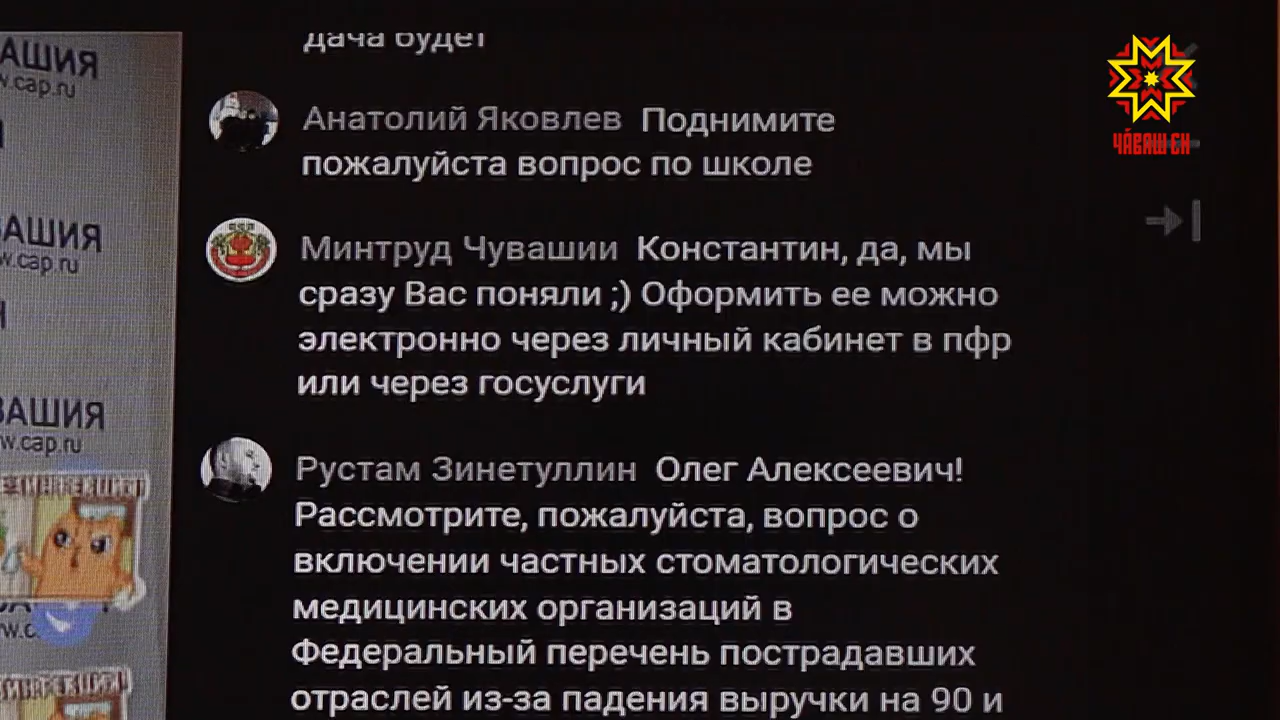 дача будет
Анатолий Яковлев Поднимите
пожалуйста вопрос по школе
Минтруд Чувашии Константин, да, мы
сразу Вас поняли ;) Оформить ее можно
электронно через личный кабинет в пфр
или через госуслуги
Рустам Зинетуллин Олег Алексеевич!
Рассмотрите, пожалуйста, вопрос о
включении частных стоматологических
медицинских организаций в
Федеральный перечень пострадавших
отраслей из-за падения выручки на 90 и
ЧӐВАШ ЕН
АШИЯ
w.cap.ru
ВАШИЯ
w.cap.ru
ВАШИЯ
w.cap.ru